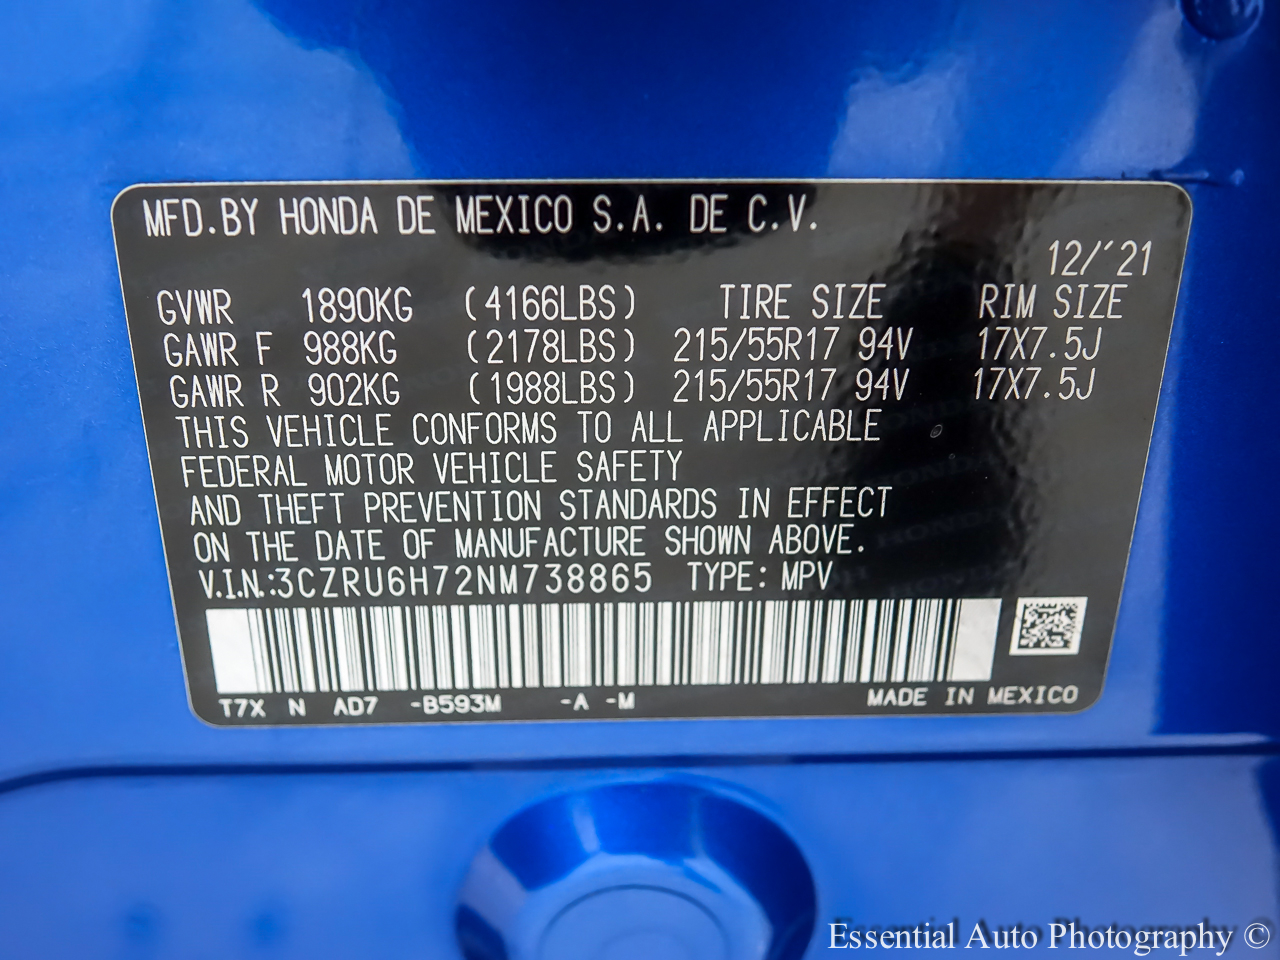 MFD.BY HONDA DE MEXICO S.A. DE C.V.
12/'21
GVWR 1890KG (4166LBS) TIRE SIZE RIM SIZE
GAWR F 988KG (2178LBS) 215/55R17 94V 17X7.5J
GAWR R 902KG (1988LBS) 215/55R17 94V 17X7.5J
THIS VEHICLE CONFORMS TO ALL APPLICABLE
FEDERAL MOTOR VEHICLE SAFETY
AND THEFT PREVENTION STANDARDS IN EFFECT
ON THE DATE OF MANUFACTURE SHOWN ABOVE.
V.I.N.:3CZRU6H72NM738865 TYPE: MPV
T7X N AD7 -B593M -A -M MADE IN MEXICO
Essential Auto Photography ©